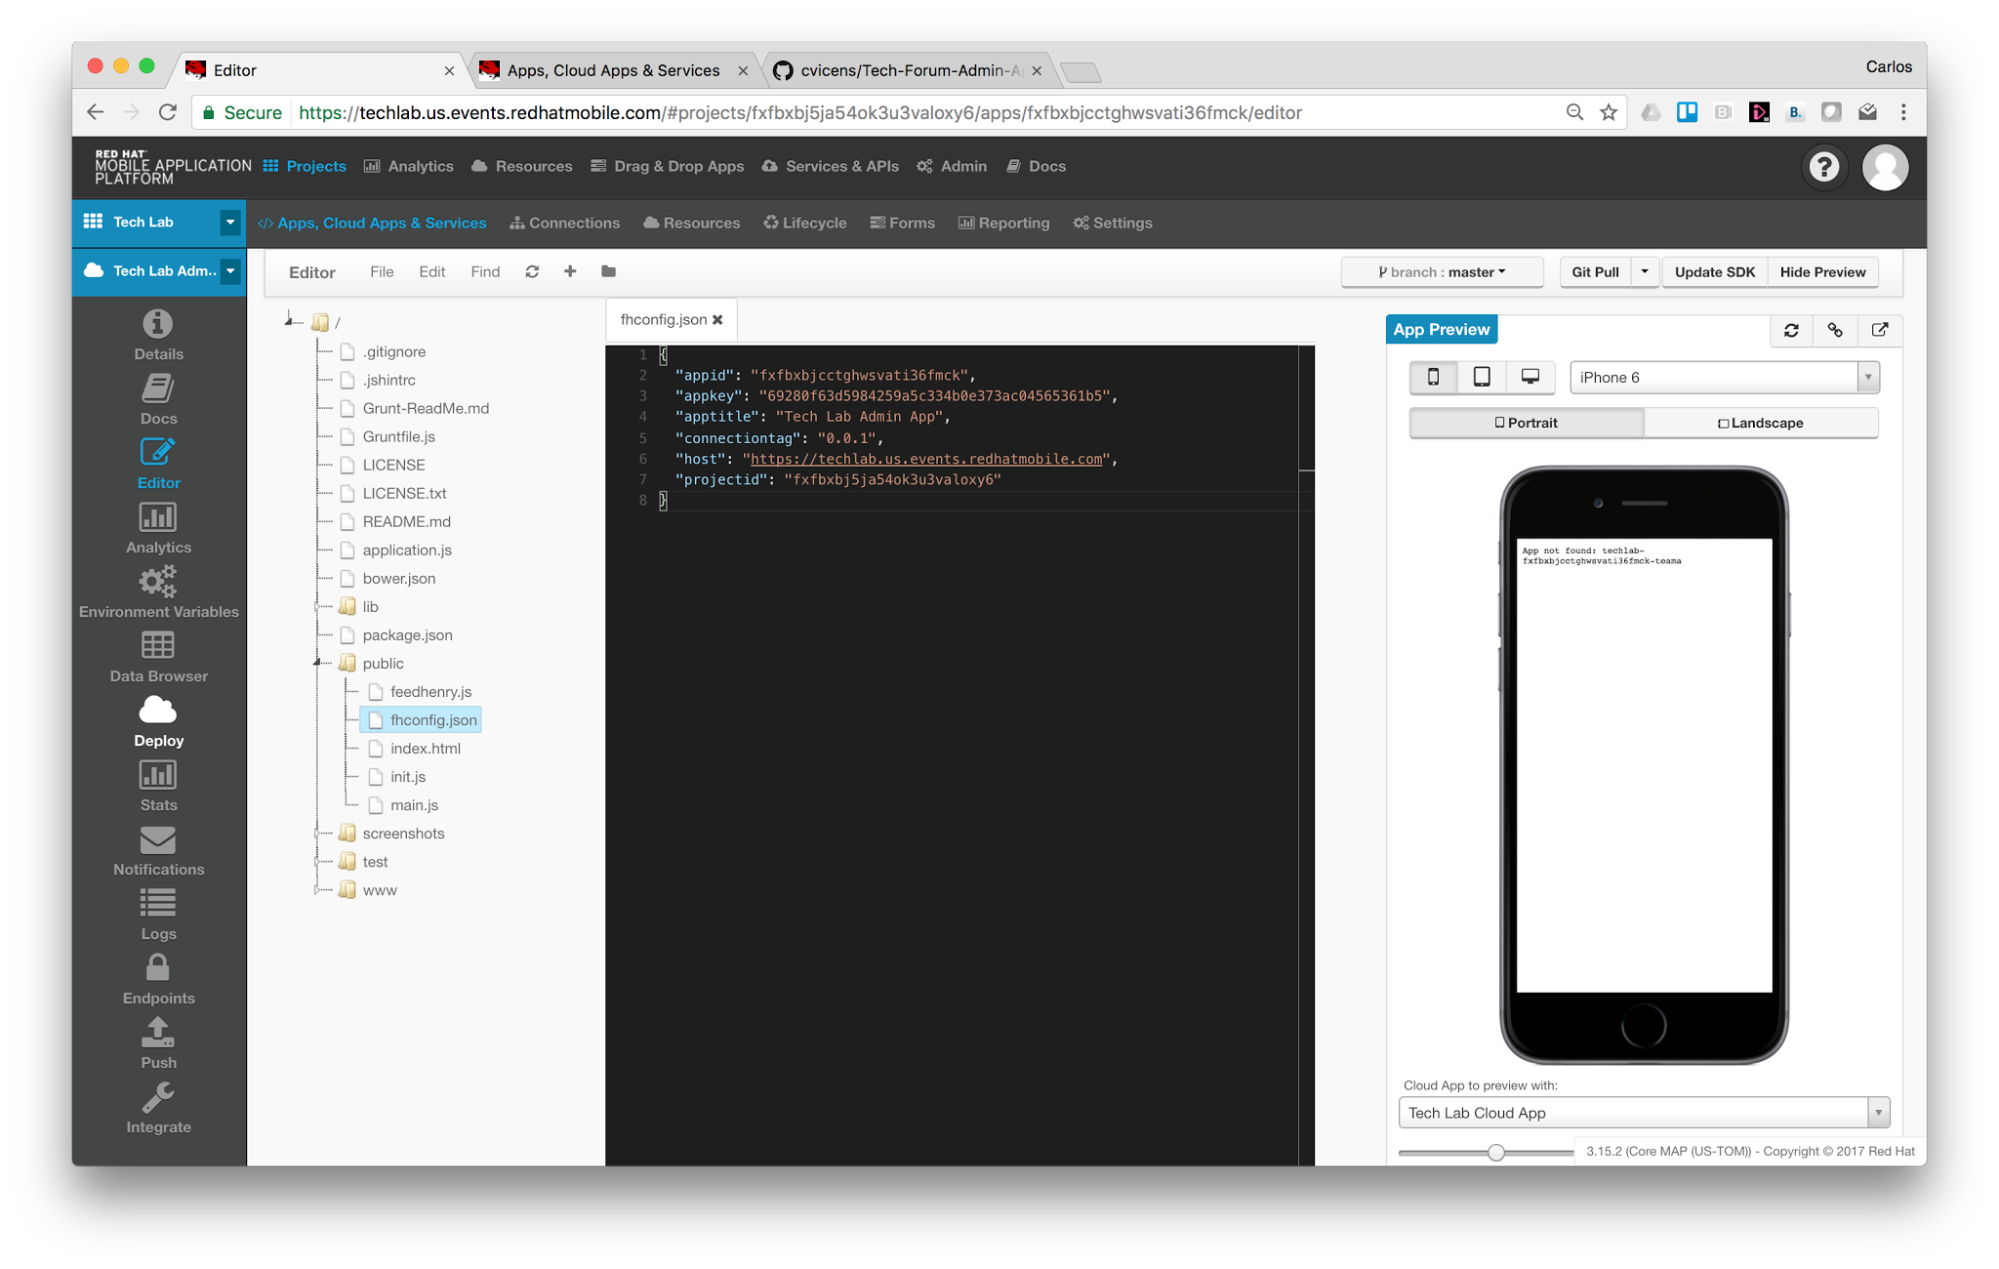 Editor
Apps, Cloud Apps & Services
cvicens/Tech-Forum-Admin-A
Carlos
Secure https://techlab.us.events.redhatmobile.com/#projects/fxfbxbj5ja54ok3u3valoxy6/apps/fxfbxbjcctghwsvati36fmck/editor
B.
RED HAT
MOBILE APPLICATION
PLATFORM
Projects Analytics Resources Drag & Drop Apps Services & APIs Admin Docs
?
Tech Lab
Apps, Cloud Apps & Services Connections Resources Lifecycle Forms Reporting Settings
Tech Lab Adm..
Editor File Edit Find
branch : master
Git Pull Update SDK Hide Preview
Details
Docs
Editor
Analytics
Environment Variables
Data Browser
Deploy
Stats
Notifications
Logs
Endpoints
Push
Integrate
/
.gitignore
.jshintrc
Grunt-ReadMe.md
Gruntfile.js
LICENSE
LICENSE.txt
README.md
application.js
bower.json
lib
package.json
public
feedhenry.js
fhconfig.json
index.html
init.js
main.js
screenshots
test
www
fhconfig.json
1 {
2 "appid": "fxfbxbjcctghwsvati36fmck",
3 "appkey": "69280f63d5984259a5c334b0e373ac04565361b5",
4 "apptitle": "Tech Lab Admin App",
5 "connectiontag": "0.0.1",
6 "host": "https://techlab.us.events.redhatmobile.com",
7 "projectid": "fxfbxbj5ja54ok3u3valoxy6"
8 }
App Preview
iPhone 6
Portrait Landscape
App not found: techlab-
fxfbxbjcctghwsvati36fmck-teama
Cloud App to preview with:
Tech Lab Cloud App
3.15.2 (Core MAP (US-TOM)) - Copyright © 2017 Red Hat